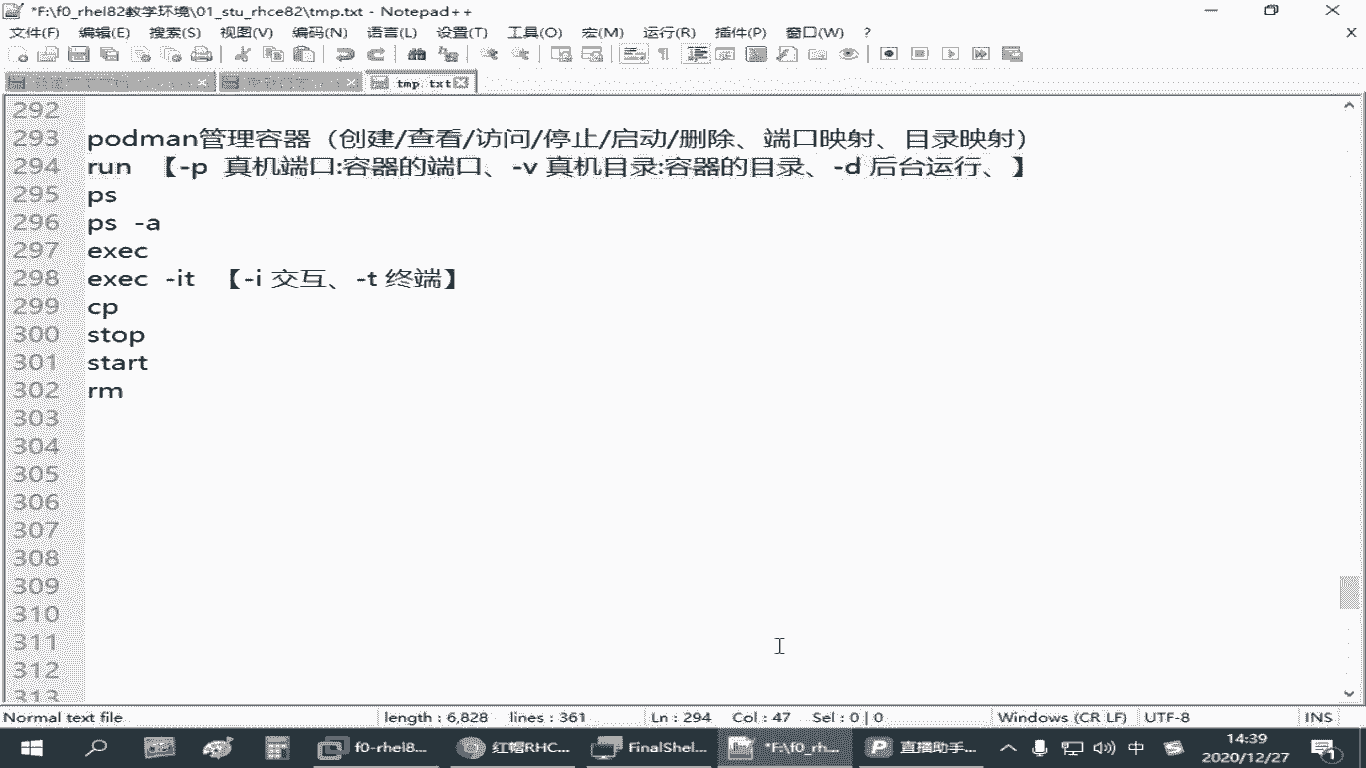 *F:\f0_rhel82教学环境\01_stu_rhce82\tmp.txt - Notepad++
文件(F) 编辑(E) 搜索(S) 视图(V) 编码(N) 语言(L) 设置(T) 工具(O) 宏(M) 运行(R) 插件(P) 窗口(W) ? X
tmp.txt
292
293 podman管理容器（创建/查看/访问/停止/启动/删除、端口映射、目录映射）
294 run 【-p 真机端口:容器的端口、-v 真机目录:容器的目录、-d 后台运行、】
295 ps
296 ps -a
297 exec
298 exec -it 【-i 交互、-t 终端】
299 cp
300 stop
301 start
302 rm
303
304
305
306
307
308
309
310
311
312
313
Normal text file length : 6,828 lines : 361 Ln : 294 Col : 47 Sel : 0 | 0 Windows (CR LF) UTF-8 INS
f0-rhel8... 红帽RHC... FinalShel... *F:\f0_rh... 直播助手... 中 14:39
2020/12/27 1